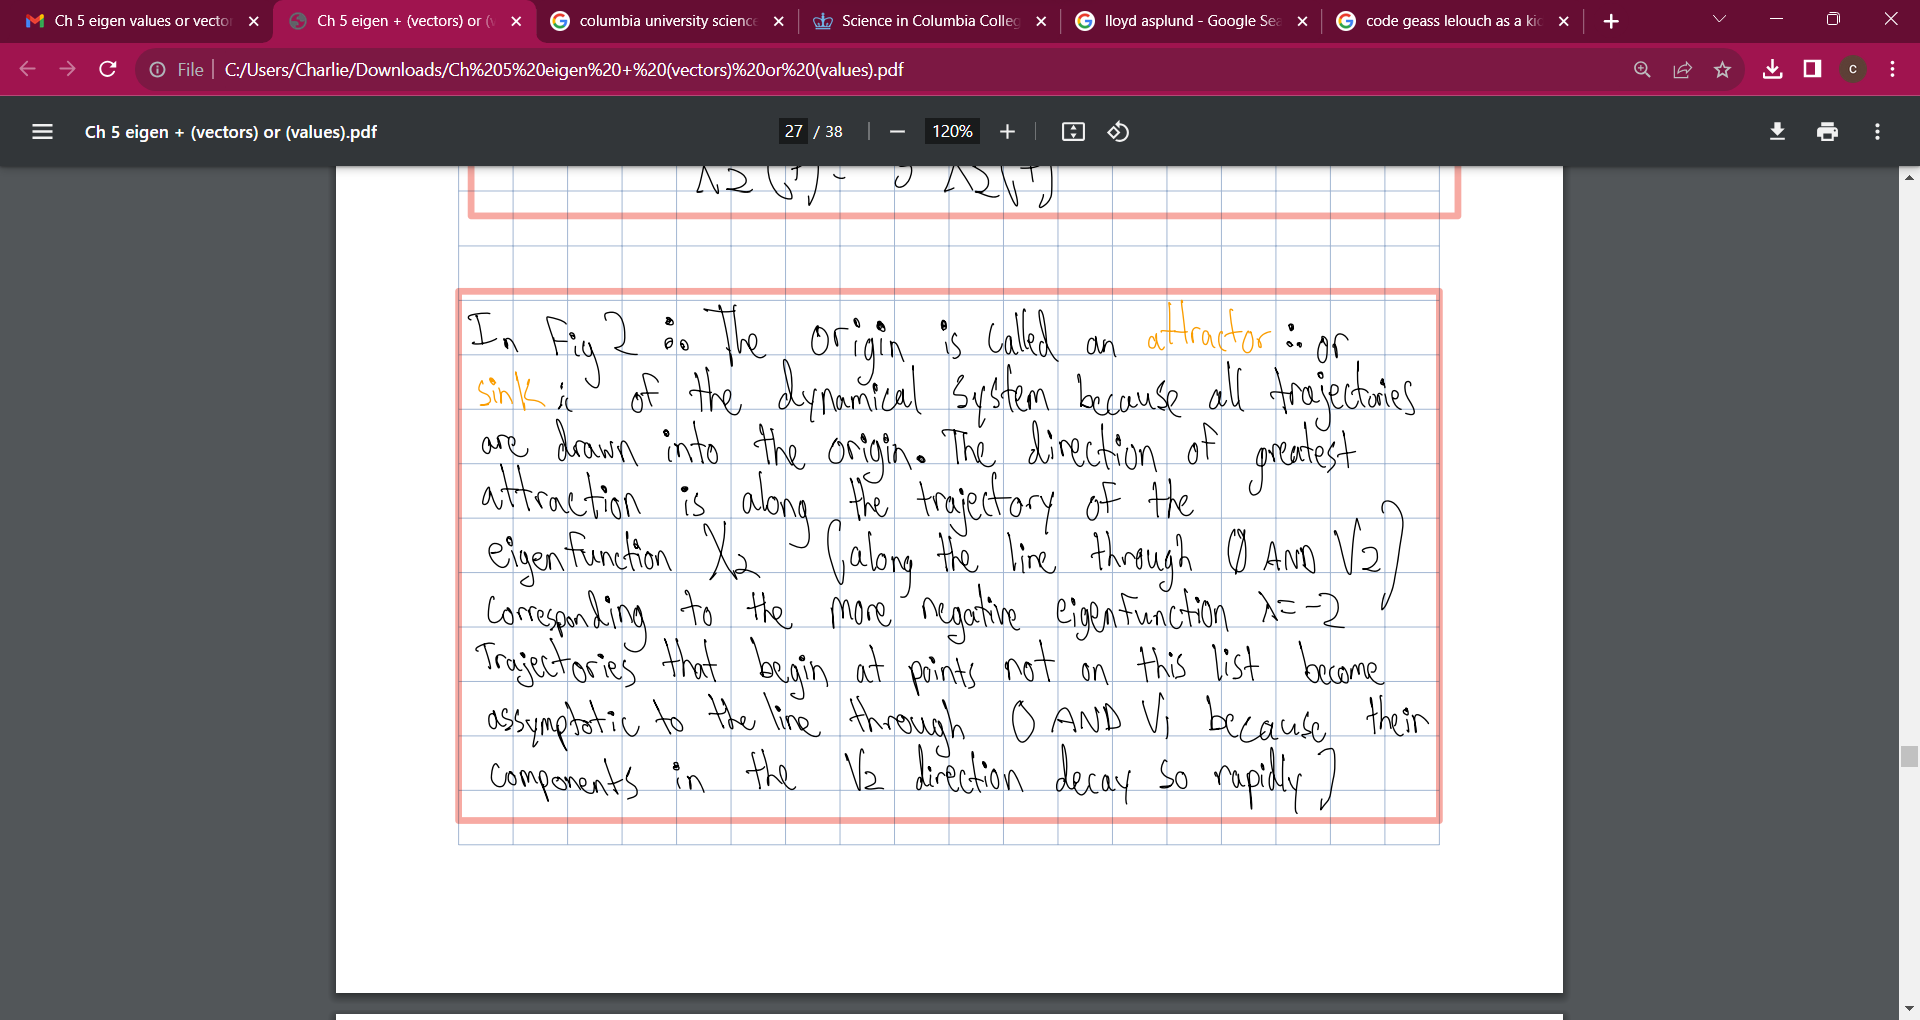 Ch 5 eigen values or vector
Ch 5 eigen + (vectors) or (v
columbia university science
Science in Columbia Colleg
lloyd asplund - Google Sea
code geass lelouch as a kid
File
C:/Users/Charlie/Downloads/Ch%205%20eigen%20+%20(vectors)%20or%20(values).pdf
c
Ch 5 eigen + (vectors) or (values).pdf
27 / 38
120%
In Fig 2 The origin is called an attractor or
sink of the dynamical system because all trajectories
are drawn into the origin. The direction of greatest
attraction is along the trajectory of the
eigenfunction X2 (along the line through 0 AND V2)
Corresponding to the more negative eigenfunction λ=-2
Trajectories that begin at points not on this list become
assymptotic to the line through 0 AND V1 because their
components in the V2 direction decay so rapidly)